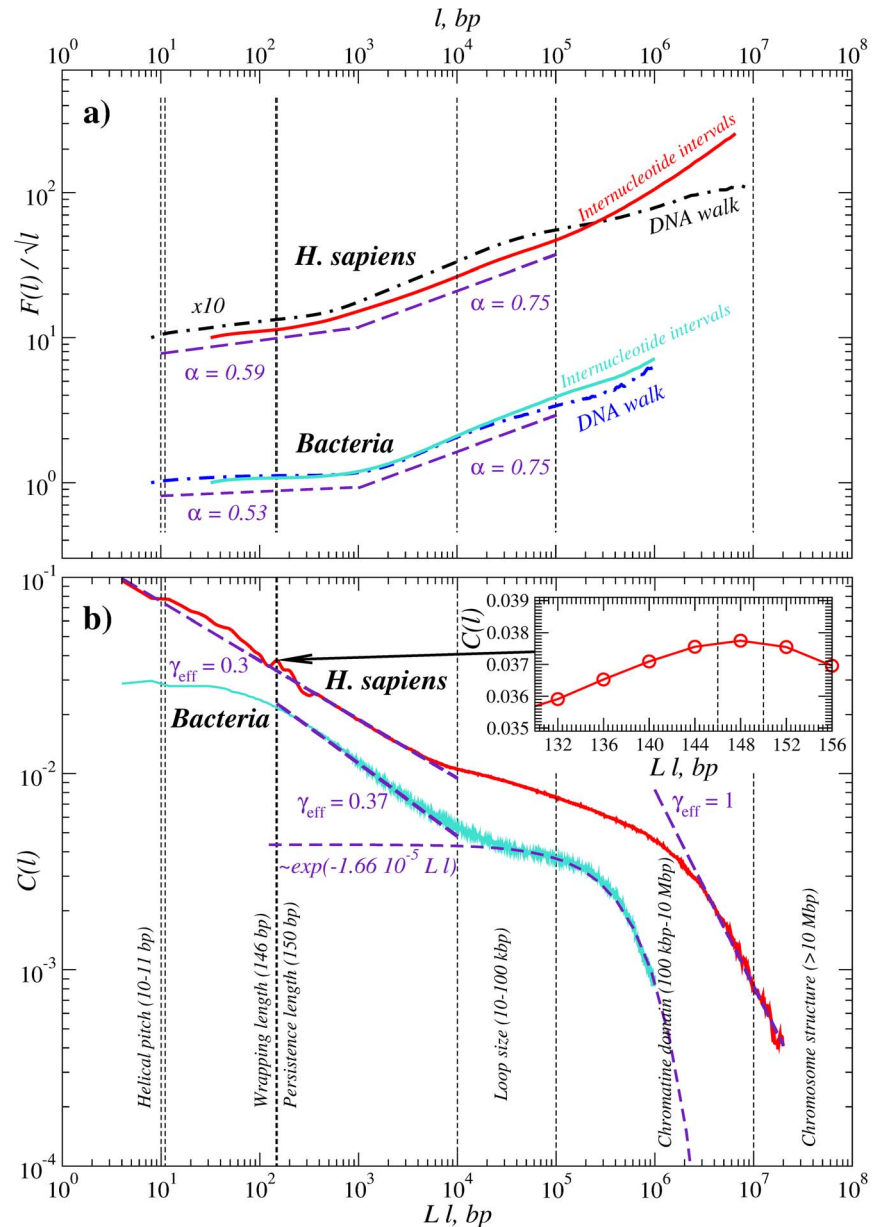 l, bp
10^0 10^1 10^2 10^3 10^4 10^5 10^6 10^7 10^8
a)
F(l) / √l
10^2
10^1
10^0
Internucleotide intervals
DNA walk
H. sapiens
x10
α = 0.75
α = 0.59
Internucleotide intervals
DNA walk
Bacteria
α = 0.75
α = 0.53
b)
C(l)
10^-1
10^-2
10^-3
10^-4
γeff = 0.3
H. sapiens
Bacteria
γeff = 0.37
~exp(-1.66 10^-5 L l)
γeff = 1
C(l)
0.039
0.038
0.037
0.036
0.035
132 136 140 144 148 152 156
L l, bp
Helical pitch (10-11 bp)
Wrapping length (146 bp)
Persistence length (150 bp)
Loop size (10-100 kbp)
Chromatine domain (100 kbp-10 Mbp)
Chromosome structure (>10 Mbp)
10^0 10^1 10^2 10^3 10^4 10^5 10^6 10^7 10^8
L l, bp